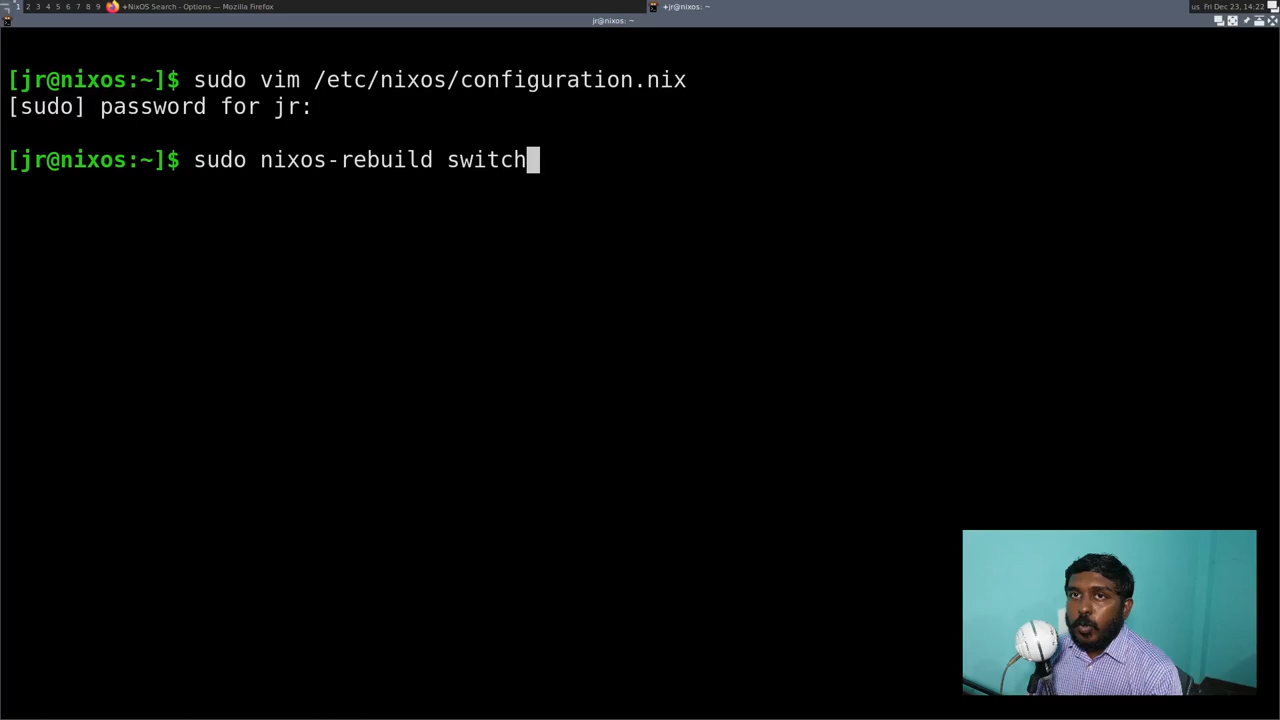 1 2 3 4 5 6 7 8 9 +NixOS Search - Options — Mozilla Firefox
+jr@nixos: ~
us Fri Dec 23, 14:22
jr@nixos: ~
[jr@nixos:~]$ sudo vim /etc/nixos/configuration.nix
[sudo] password for jr:
[jr@nixos:~]$ sudo nixos-rebuild switch